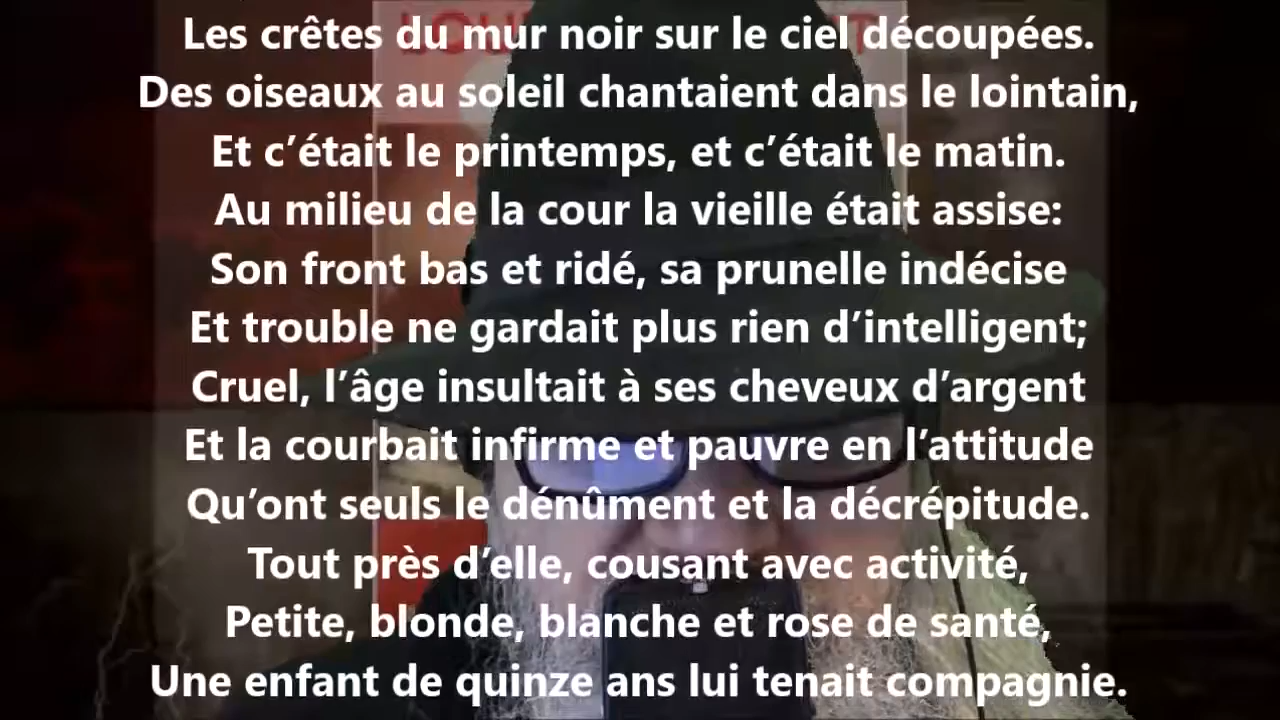 Les crêtes du mur noir sur le ciel découpées.
Des oiseaux au soleil chantaient dans le lointain,
Et c’était le printemps, et c’était le matin.
Au milieu de la cour la vieille était assise:
Son front bas et ridé, sa prunelle indécise
Et trouble ne gardait plus rien d’intelligent;
Cruel, l’âge insultait à ses cheveux d’argent
Et la courbait infirme et pauvre en l’attitude
Qu’ont seuls le dénûment et la décrépitude.
Tout près d’elle, cousant avec activité,
Petite, blonde, blanche et rose de santé,
Une enfant de quinze ans lui tenait compagnie.